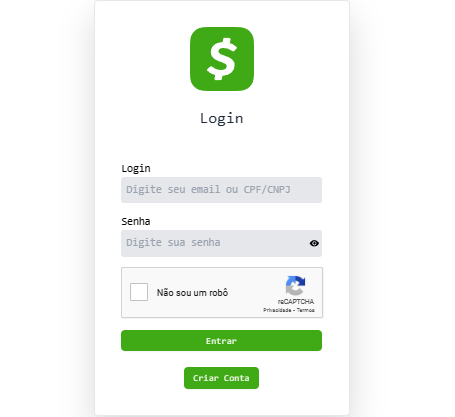 $
Login
Login
Digite seu email ou CPF/CNPJ
Senha
Digite sua senha
Não sou um robô
reCAPTCHA
Privacidade - Termos
Entrar
Criar Conta